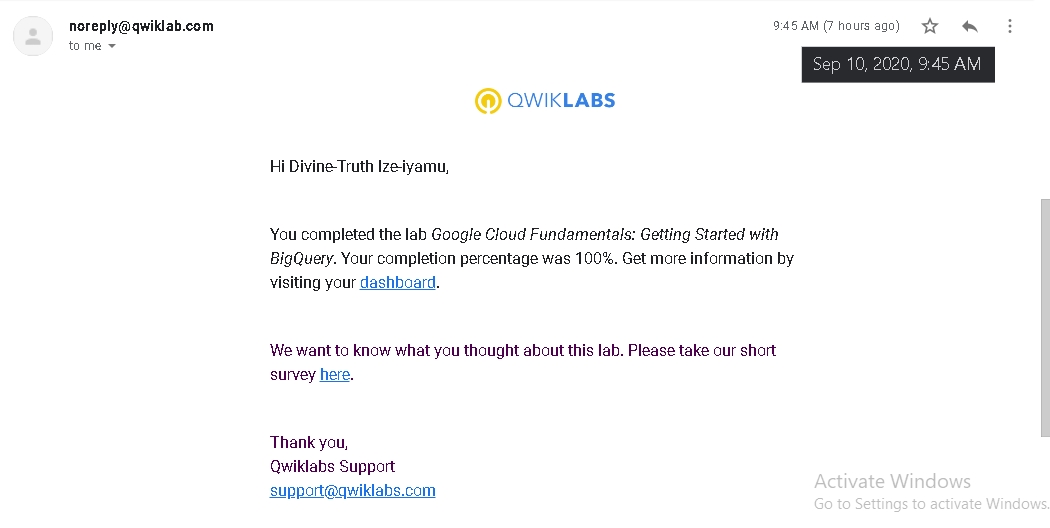 noreply@qwiklab.com
9:45 AM (7 hours ago)
to me
Sep 10, 2020, 9:45 AM
QWIKLABS
Hi Divine-Truth Ize-iyamu,
You completed the lab Google Cloud Fundamentals: Getting Started with
BigQuery. Your completion percentage was 100%. Get more information by
visiting your dashboard.
We want to know what you thought about this lab. Please take our short
survey here.
Thank you,
Qwiklabs Support
support@qwiklabs.com
Activate Windows
Go to Settings to activate Windows.